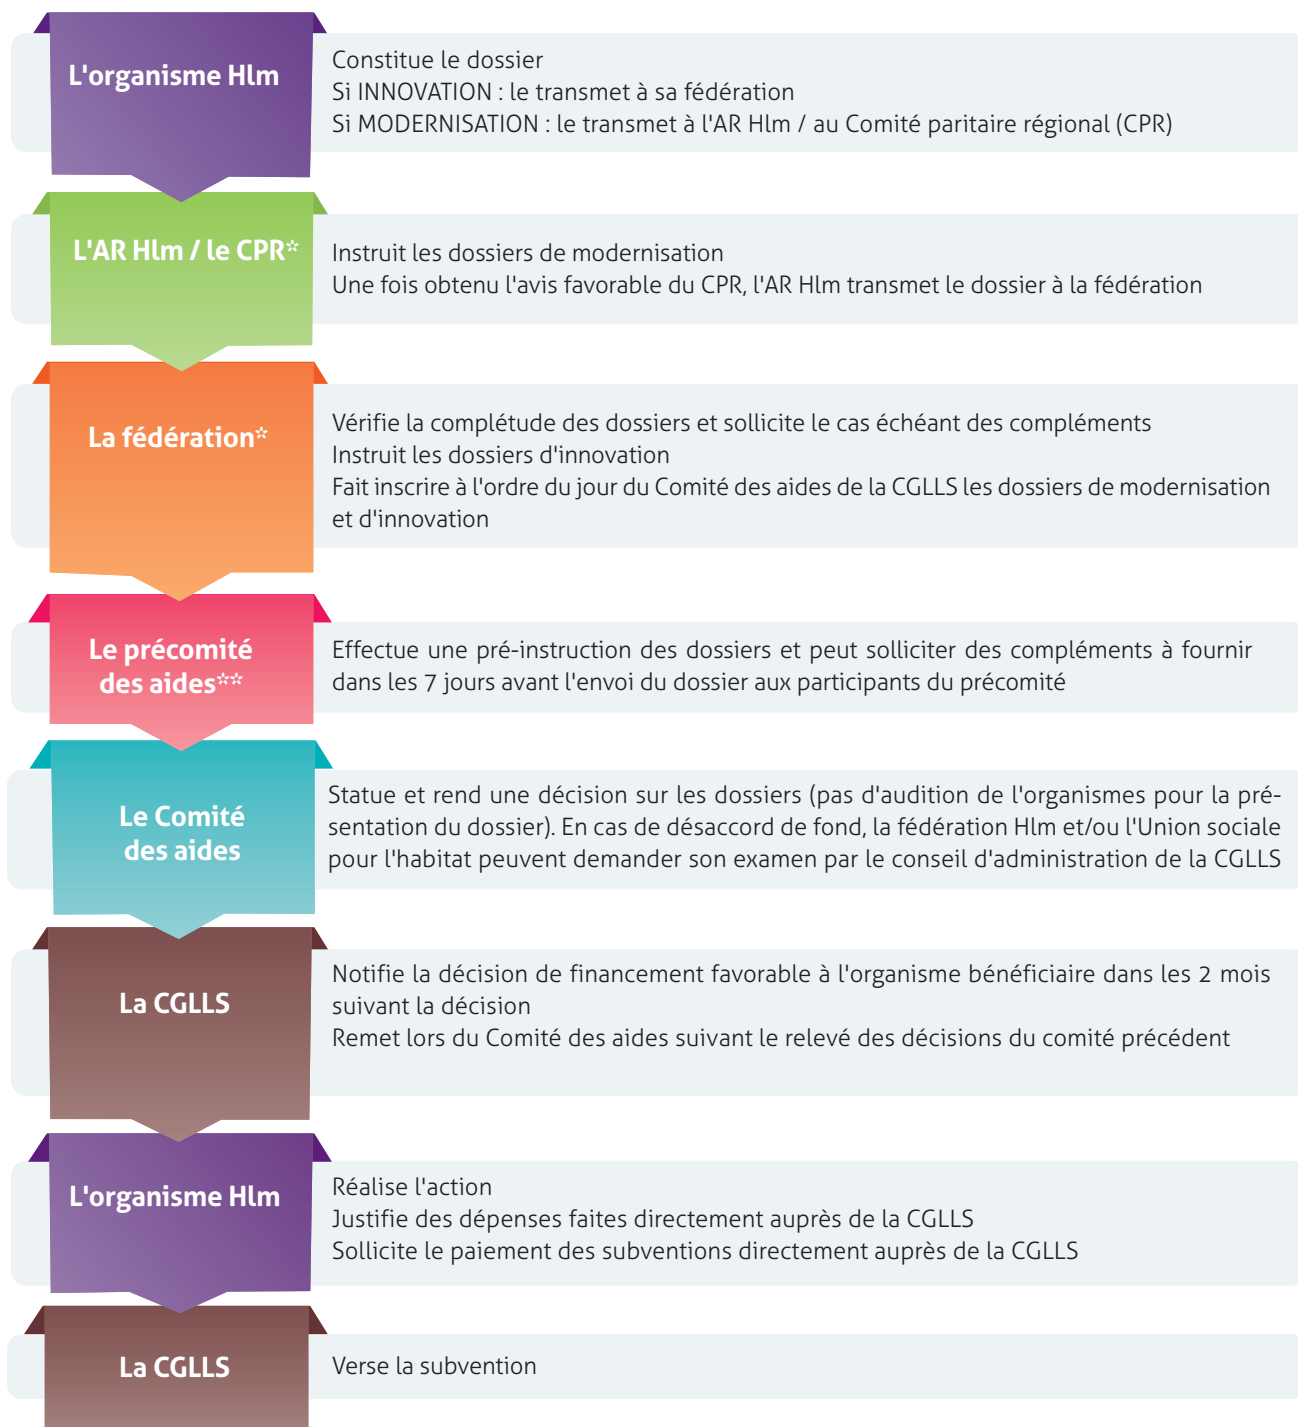 L'organisme Hlm
Constitue le dossier
Si INNOVATION : le transmet à sa fédération
Si MODERNISATION : le transmet à l'AR Hlm / au Comité paritaire régional (CPR)
L'AR Hlm / le CPR*
Instruit les dossiers de modernisation
Une fois obtenu l'avis favorable du CPR, l'AR Hlm transmet le dossier à la fédération
La fédération*
Vérifie la complétude des dossiers et sollicite le cas échéant des compléments
Instruit les dossiers d'innovation
Fait inscrire à l'ordre du jour du Comité des aides de la CGLLS les dossiers de modernisation
et d'innovation
Le précomité
des aides**
Effectue une pré-instruction des dossiers et peut solliciter des compléments à fournir
dans les 7 jours avant l'envoi du dossier aux participants du précomité
Le Comité
des aides
Statue et rend une décision sur les dossiers (pas d'audition de l'organismes pour la pré-
sentation du dossier). En cas de désaccord de fond, la fédération Hlm et/ou l'Union sociale
pour l'habitat peuvent demander son examen par le conseil d'administration de la CGLLS
La CGLLS
Notifie la décision de financement favorable à l'organisme bénéficiaire dans les 2 mois
suivant la décision
Remet lors du Comité des aides suivant le relevé des décisions du comité précédent
L'organisme Hlm
Réalise l'action
Justifie des dépenses faites directement auprès de la CGLLS
Sollicite le paiement des subventions directement auprès de la CGLLS
La CGLLS
Verse la subvention